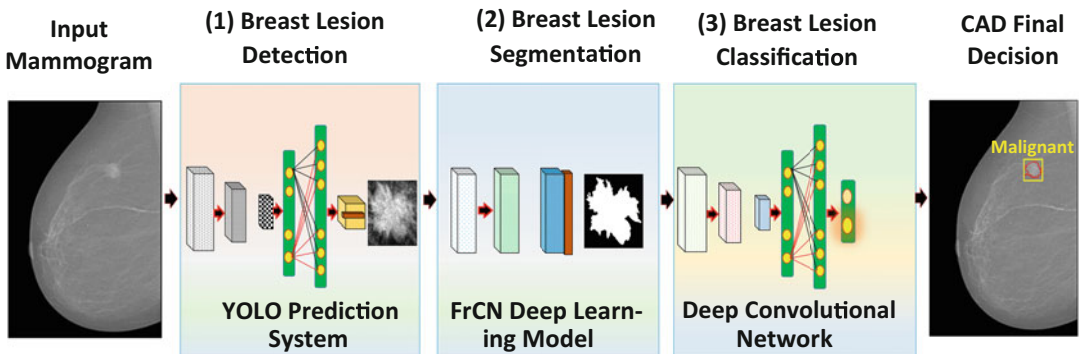 Input
Mammogram
(1) Breast Lesion
Detection
(2) Breast Lesion
Segmentation
(3) Breast Lesion
Classification
CAD Final
Decision
Malignant
YOLO Prediction
System
FrCN Deep Learn-
ing Model
Deep Convolutional
Network